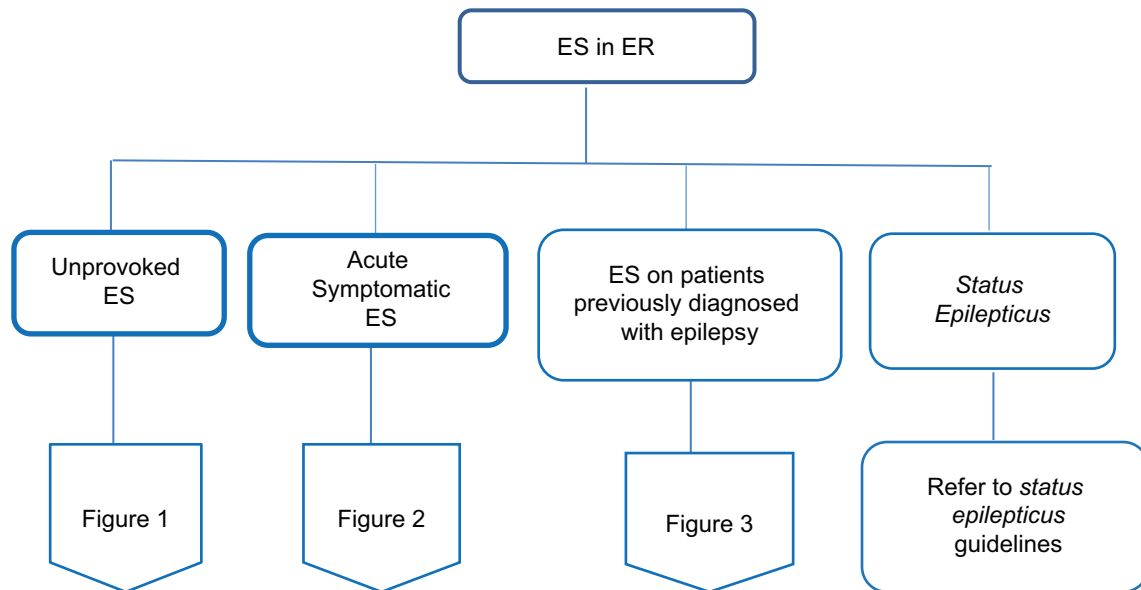 ES in ER
Unprovoked
ES
Acute
Symptomatic
ES
ES on patients
previously diagnosed
with epilepsy
Status
Epilepticus
Figure 1
Figure 2
Figure 3
Refer to status
epilepticus
guidelines